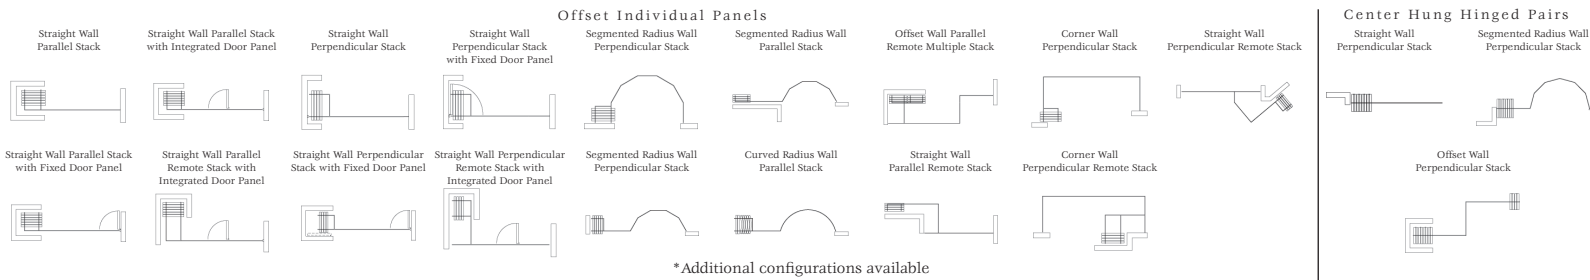 Offset Individual Panels
Straight Wall
Parallel Stack
Straight Wall Parallel Stack
with Integrated Door Panel
Straight Wall
Perpendicular Stack
Straight Wall
Perpendicular Stack
with Fixed Door Panel
Segmented Radius Wall
Perpendicular Stack
Segmented Radius Wall
Parallel Stack
Offset Wall Parallel
Remote Multiple Stack
Corner Wall
Perpendicular Stack
Straight Wall
Perpendicular Remote Stack
Straight Wall Parallel Stack
with Fixed Door Panel
Straight Wall Parallel
Remote Stack with
Integrated Door Panel
Straight Wall Perpendicular
Stack with Fixed Door Panel
Straight Wall Perpendicular
Remote Stack with
Integrated Door Panel
Segmented Radius Wall
Perpendicular Stack
Curved Radius Wall
Parallel Stack
Straight Wall
Parallel Remote Stack
Corner Wall
Perpendicular Remote Stack
Center Hung Hinged Pairs
Straight Wall
Perpendicular Stack
Segmented Radius Wall
Perpendicular Stack
Offset Wall
Perpendicular Stack
*Additional configurations available